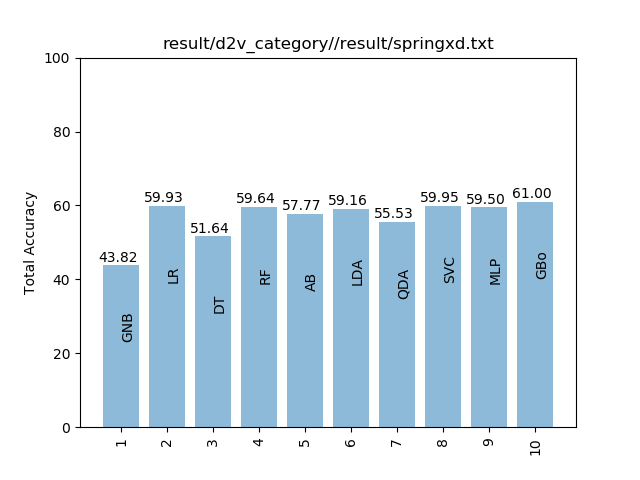 result/d2v_category//result/springxd.txt
Total Accuracy
100
80
60
40
20
0
43.82
59.93
51.64
59.64
57.77
59.16
55.53
59.95
59.50
61.00
GNB
LR
DT
RF
AB
LDA
QDA
SVC
MLP
GBo
1
2
3
4
5
6
7
8
9
10